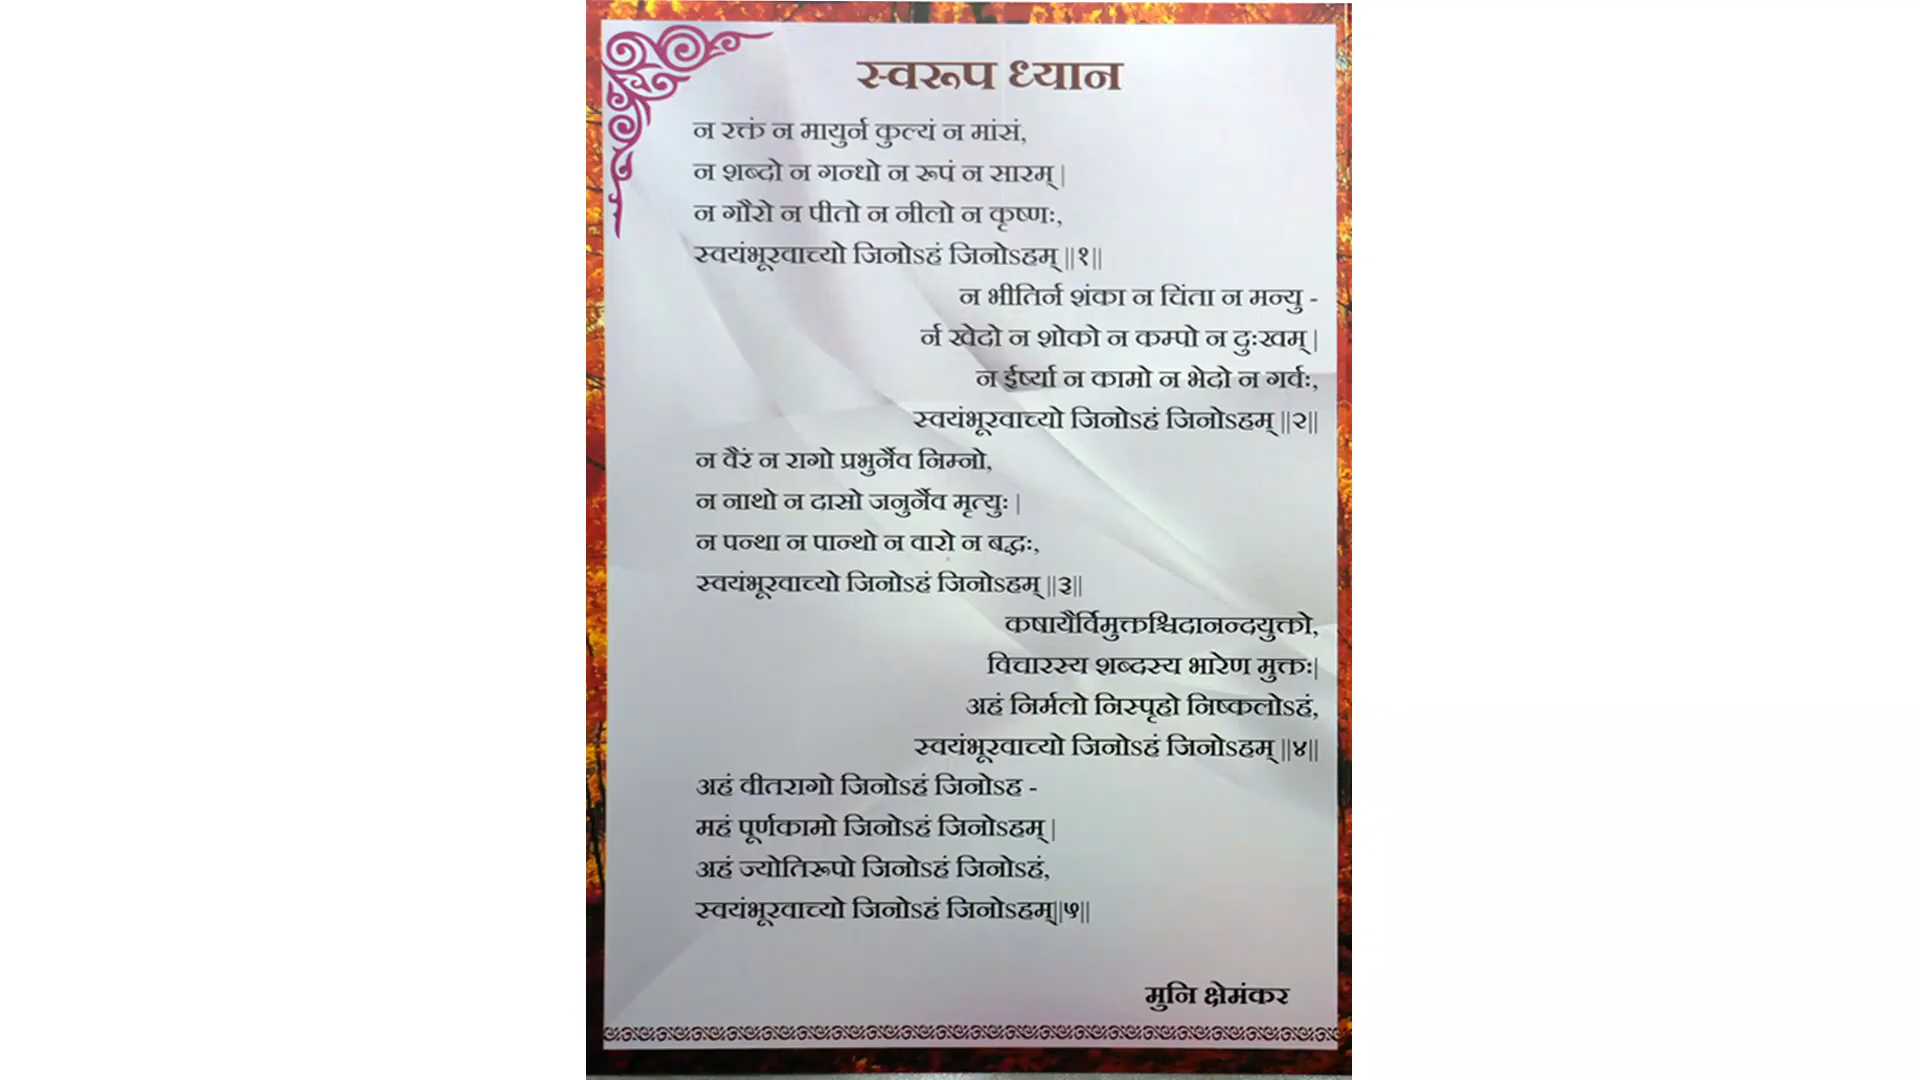 स्वरूप ध्यान
न रक्तं न मायुर्न कुल्यं न मांसं,
न शब्दो न गन्धो न रूपं न सारम् |
न गौरो न पीतो न नीलो न कृष्णः,
स्वयंभूरवाच्यो जिनोऽहं जिनोऽहम् ||१||
न भीतिर्न शंका न चिंता न मन्यु -
र्न खेदो न शोको न कम्पो न दुःखम् |
न ईर्ष्या न कामो न भेदो न गर्वः,
स्वयंभूरवाच्यो जिनोऽहं जिनोऽहम् ||२||
न वैरं न रागो प्रभुर्नैव निम्नो,
न नाथो न दासो जनुर्नैव मृत्युः |
न पन्था न पान्थो न वारो न बद्धः,
स्वयंभूरवाच्यो जिनोऽहं जिनोऽहम् ||३||
कषायैर्विमुक्तश्चिदानन्दयुक्तो,
विचारस्य शब्दस्य भारेण मुक्तः|
अहं निर्मलो निस्पृहो निष्कलोऽहं,
स्वयंभूरवाच्यो जिनोऽहं जिनोऽहम् ||४||
अहं वीतरागो जिनोऽहं जिनोऽह -
महं पूर्णकामो जिनोऽहं जिनोऽहम् |
अहं ज्योतिरूपो जिनोऽहं जिनोऽहं,
स्वयंभूरवाच्यो जिनोऽहं जिनोऽहम्||५||
मुनि क्षेमंकर